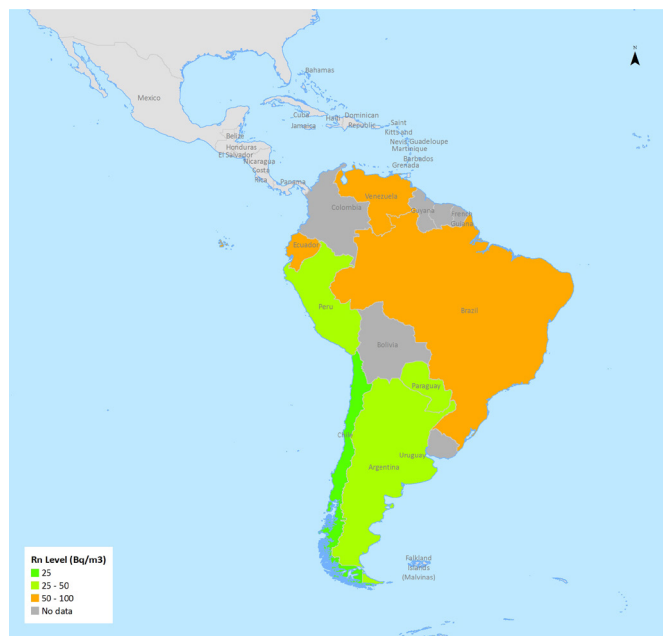 N
Bahamas
Mexico
Cuba
Haiti
Dominican
Republic
Jamaica
Saint
Kitts and
Nevis
Guadeloupe
Martinique
Belize
Honduras
El Salvador
Nicaragua
Costa
Rica
Panama
Barbados
Grenada
Venezuela
Colombia
Guyana
French
Guiana
Ecuador
Peru
Brazil
Bolivia
Paraguay
Chile
Uruguay
Argentina
Falkland
Islands
(Malvinas)
Rn Level (Bq/m3)
25
25 - 50
50 - 100
No data